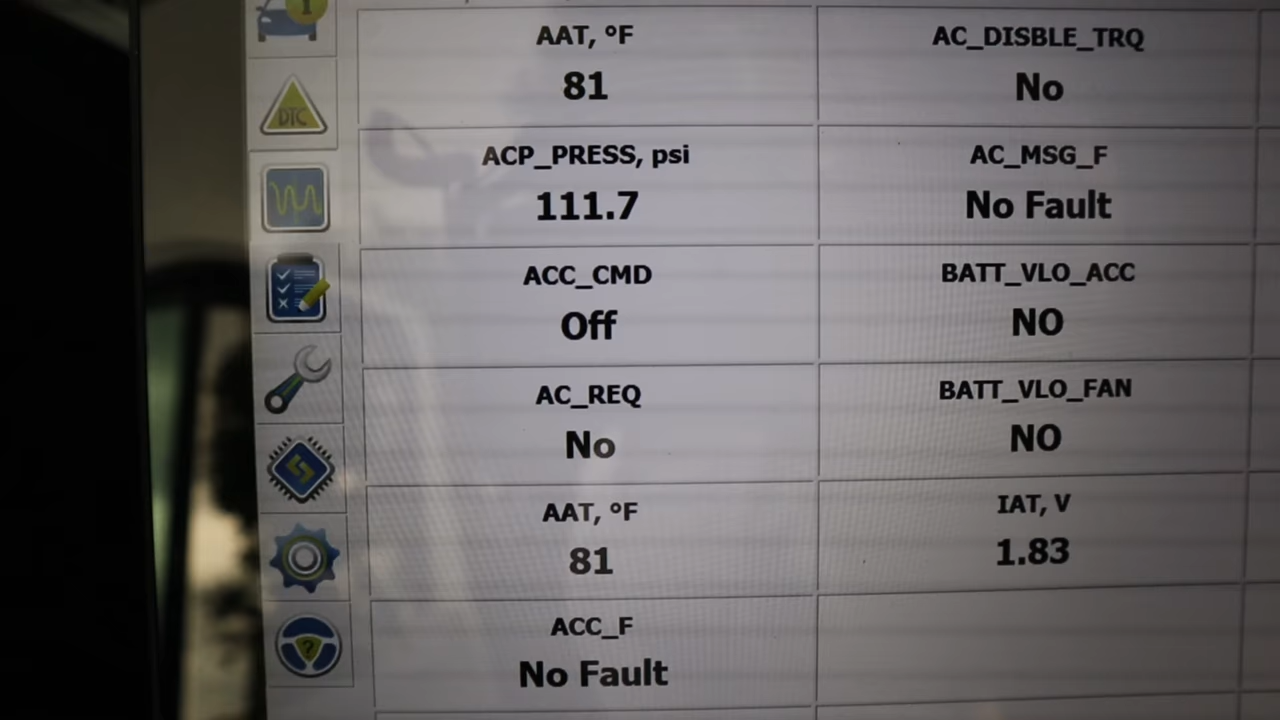 AAT, °F
81
AC_DISBLE_TRQ
No
ACP_PRESS, psi
111.7
AC_MSG_F
No Fault
ACC_CMD
Off
BATT_VLO_ACC
NO
AC_REQ
No
BATT_VLO_FAN
NO
AAT, °F
81
IAT, V
1.83
ACC_F
No Fault
DTC